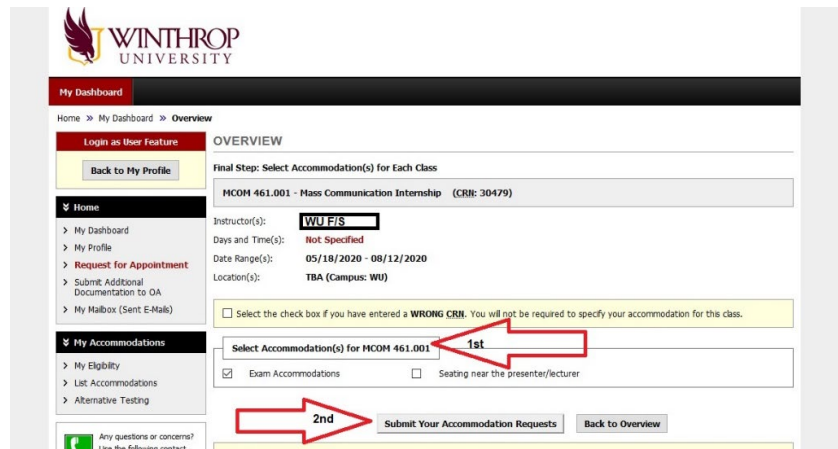 WINTHROP
UNIVERSITY
My Dashboard
Home » My Dashboard » Overview
Login as User Feature
Back to My Profile
Home
My Dashboard
My Profile
Request for Appointment
Submit Additional
Documentation to OA
My Mailbox (Sent E-Mails)
My Accommodations
My Eligibility
List Accommodations
Alternative Testing
Any questions or concerns?
Use the following contact
OVERVIEW
Final Step: Select Accommodation(s) for Each Class
MCOM 461.001 - Mass Communication Internship (CRN: 30479)
Instructor(s): WU F/S
Days and Time(s): Not Specified
Date Range(s): 05/18/2020 - 08/12/2020
Location(s): TBA (Campus: WU)
Select the check box if you have entered a WRONG CRN. You will not be required to specify your accommodation for this class.
Select Accommodation(s) for MCOM 461.001 1st
Exam Accommodations Seating near the presenter/lecturer
2nd Submit Your Accommodation Requests Back to Overview